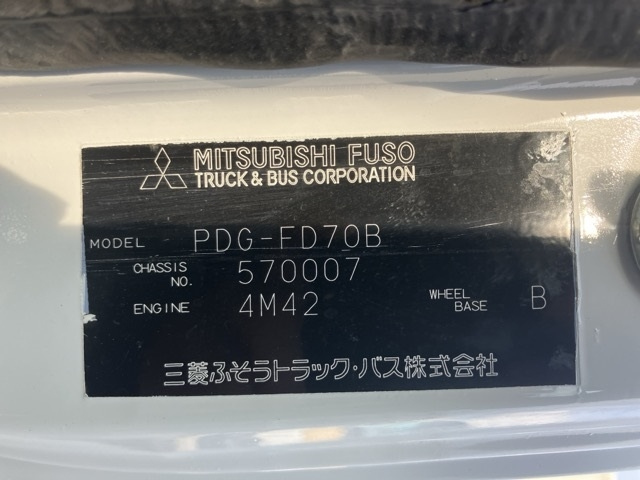 MITSUBISHI FUSO
TRUCK & BUS CORPORATION
MODEL PDG-FD70B
CHASSIS NO. 570007
ENGINE 4M42 WHEEL BASE B
三菱ふそうトラック・バス株式会社